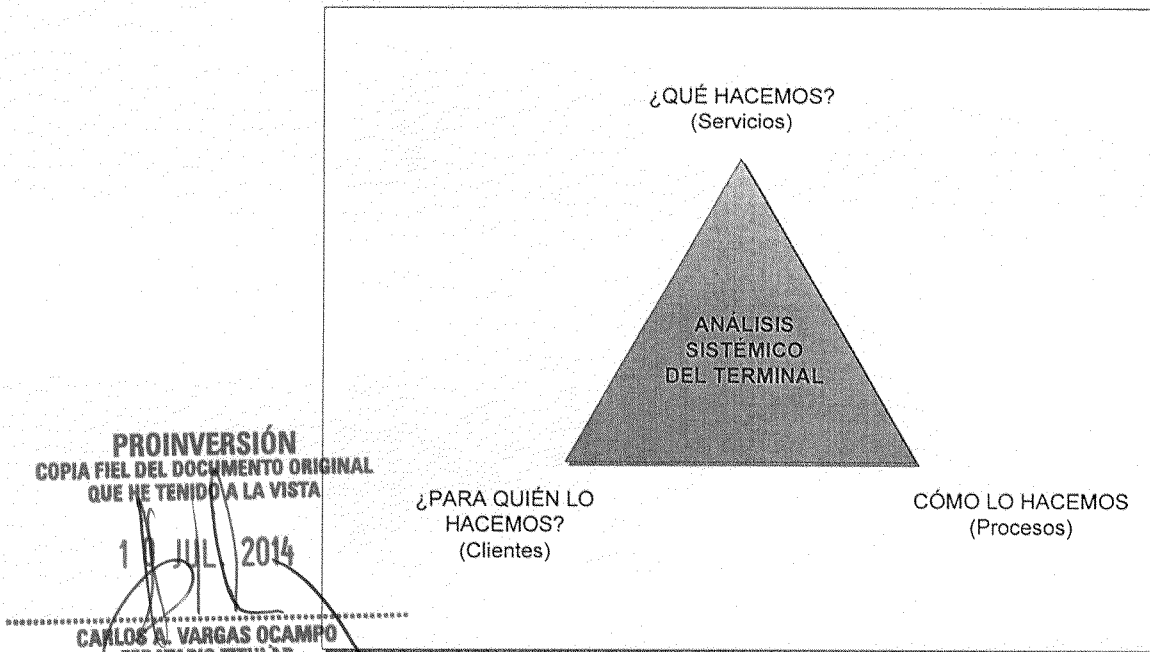 ¿QUÉ HACEMOS?
(Servicios)
ANÁLISIS
SISTÉMICO
DEL TERMINAL
¿PARA QUIÉN LO
HACEMOS?
(Clientes)
CÓMO LO HACEMOS
(Procesos)
PROINVERSIÓN
COPIA FIEL DEL DOCUMENTO ORIGINAL
QUE HE TENIDO A LA VISTA
JUL. 2014
CARLOS A. VARGAS OCAMPO